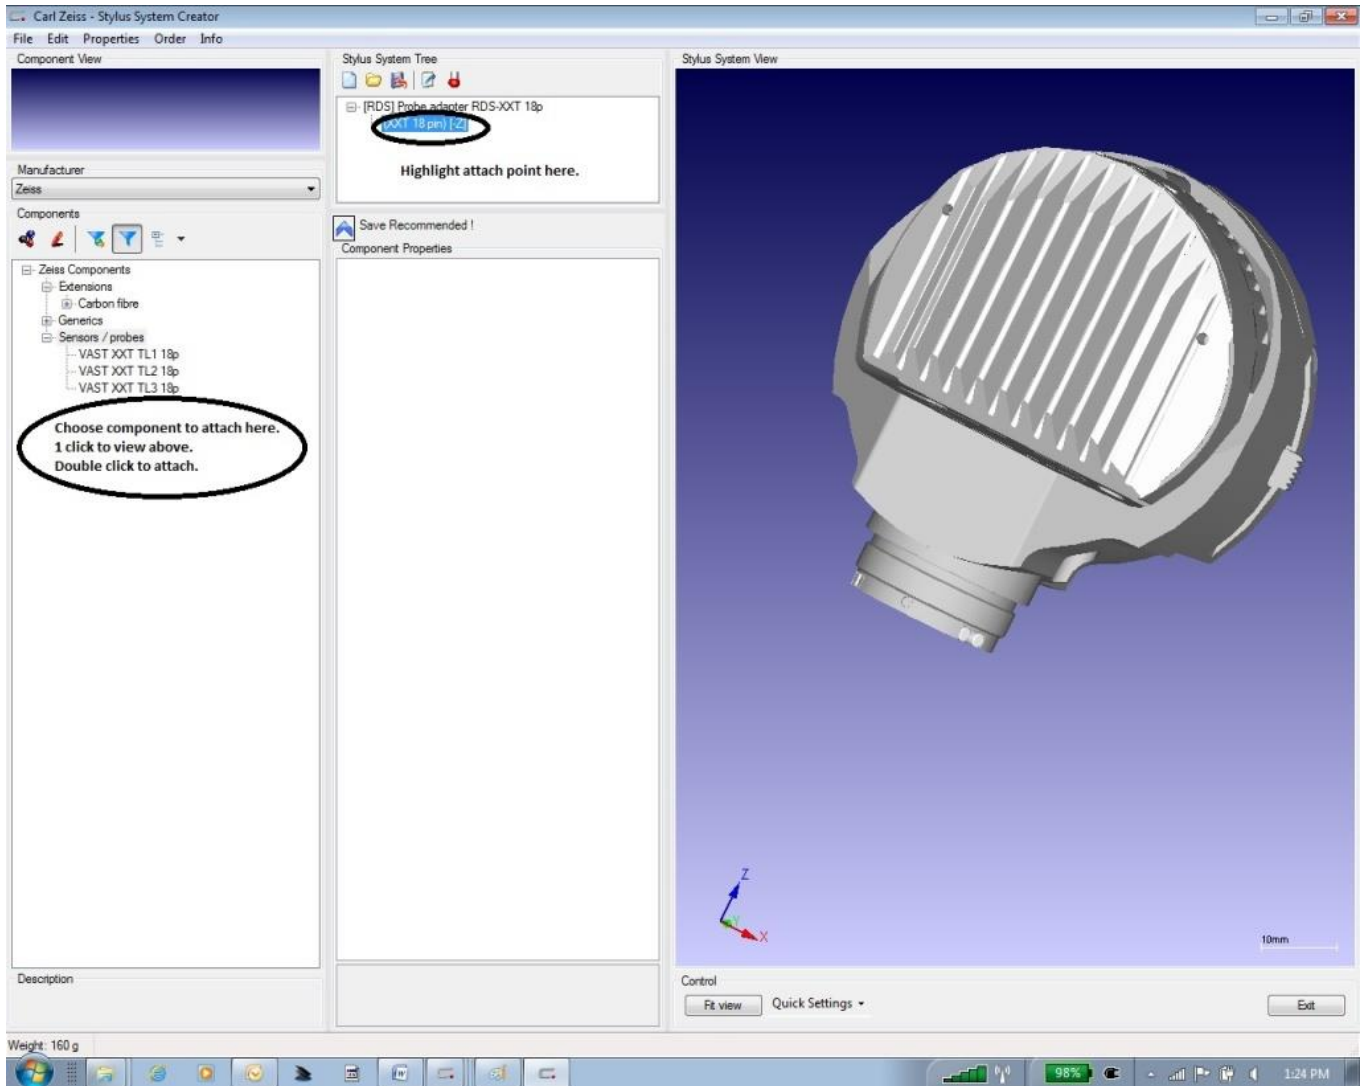 Carl Zeiss - Stylus System Creator
File Edit Properties Order Info
Component View
Manufacturer
Zeiss
Components
Zeiss Components
Extensions
Carbon fibre
Generics
Sensors / probes
VAST XXT TL1 18p
VAST XXT TL2 18p
VAST XXT TL3 18p
Choose component to attach here.
1 click to view above.
Double click to attach.
Description
Stylus System Tree
[RDS] Probe adapter RDS-XXT 18p
(XXT 18 pin) [-Z]
Highlight attach point here.
Save Recommended !
Component Properties
Stylus System View
Z
Y
X
10mm
Control
Fit view
Quick Settings
Exit
Weight: 160 g
98%
1:24 PM